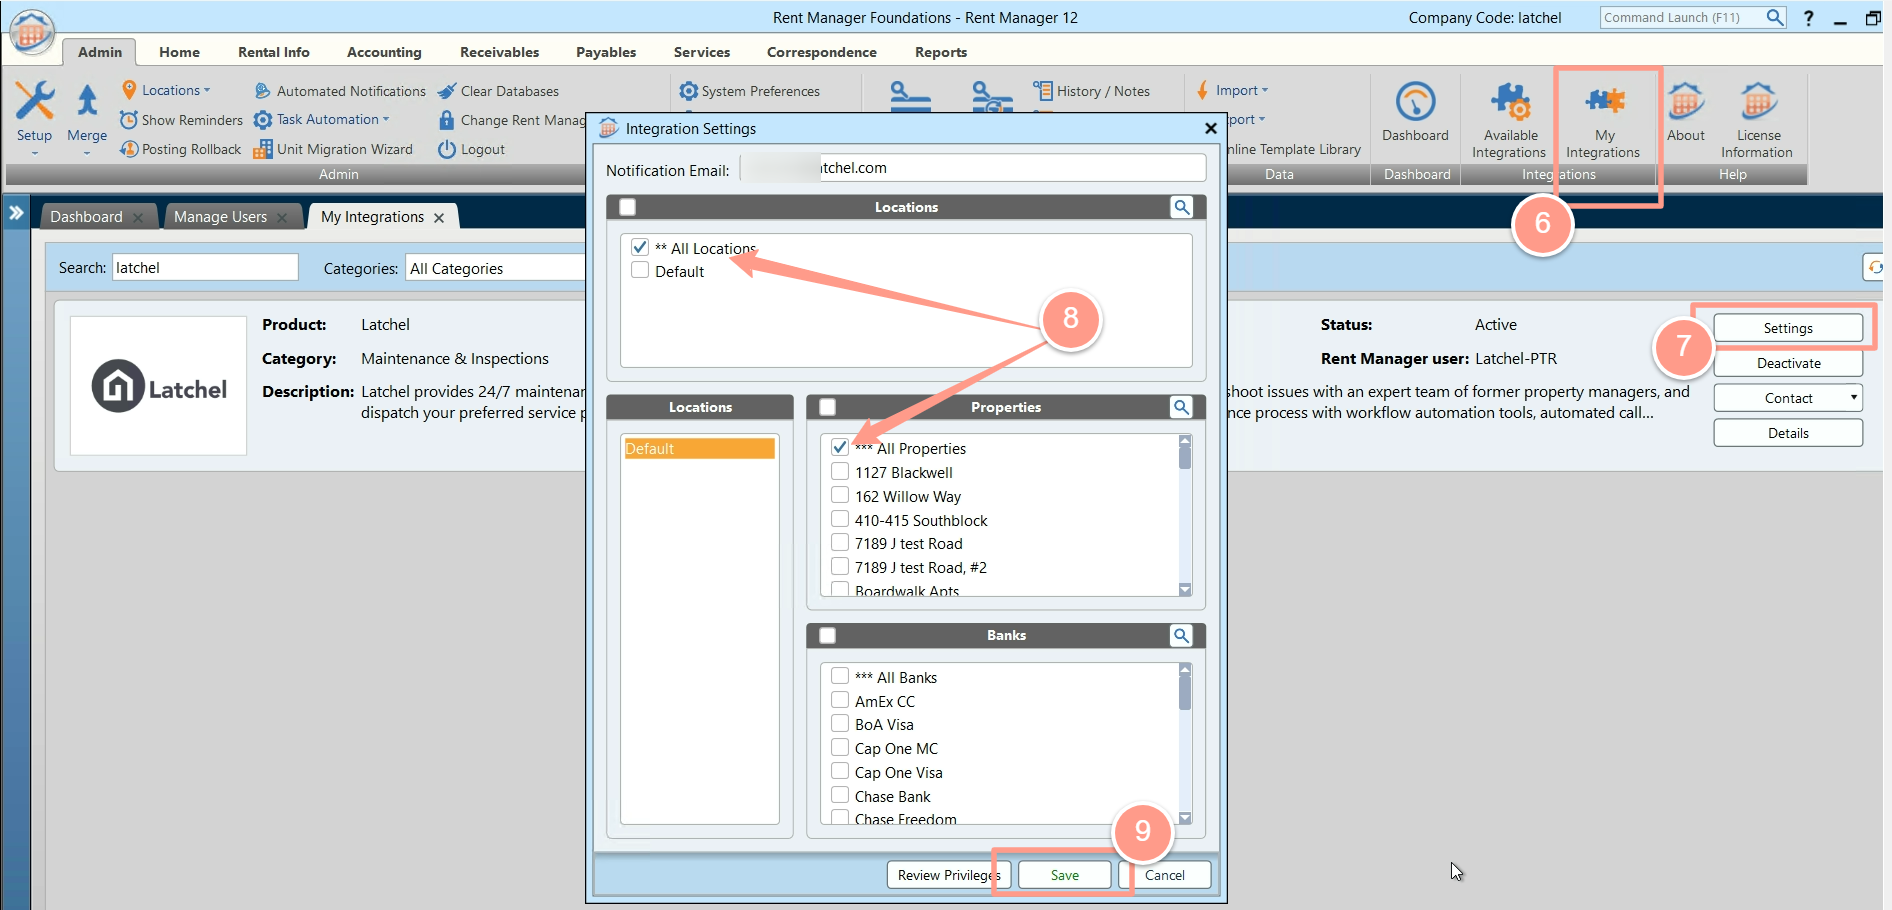 Rent Manager Foundations - Rent Manager 12
Company Code: latchel
Command Launch (F11)
?
Admin
Home
Rental Info
Accounting
Receivables
Payables
Services
Correspondence
Reports
Setup
Merge
Locations
Show Reminders
Posting Rollback
Automated Notifications
Task Automation
Unit Migration Wizard
Clear Databases
Change Rent Manag
Logout
System Preferences
History / Notes
Import
port
nline Template Library
Dashboard
Available
Integrations
My
Integrations
About
License
Information
Admin
Data
Dashboard
Integrations
Help
Dashboard
Manage Users
My Integrations
6
Search: latchel
Categories: All Categories
Latchel
Product: Latchel
Category: Maintenance & Inspections
Description: Latchel provides 24/7 maintenan
dispatch your preferred service p
Status: Active
Rent Manager user: Latchel-PTR
shoot issues with an expert team of former property managers, and
nce process with workflow automation tools, automated call...
7
Settings
Deactivate
Contact
Details
Integration Settings
Notification Email: tchel.com
Locations
** All Locations
Default
8
Locations
Default
Properties
*** All Properties
1127 Blackwell
162 Willow Way
410-415 Southblock
7189 J test Road
7189 J test Road, #2
Boardwalk Apts
Banks
*** All Banks
AmEx CC
BoA Visa
Cap One MC
Cap One Visa
Chase Bank
Chase Freedom
9
Review Privileges
Save
Cancel